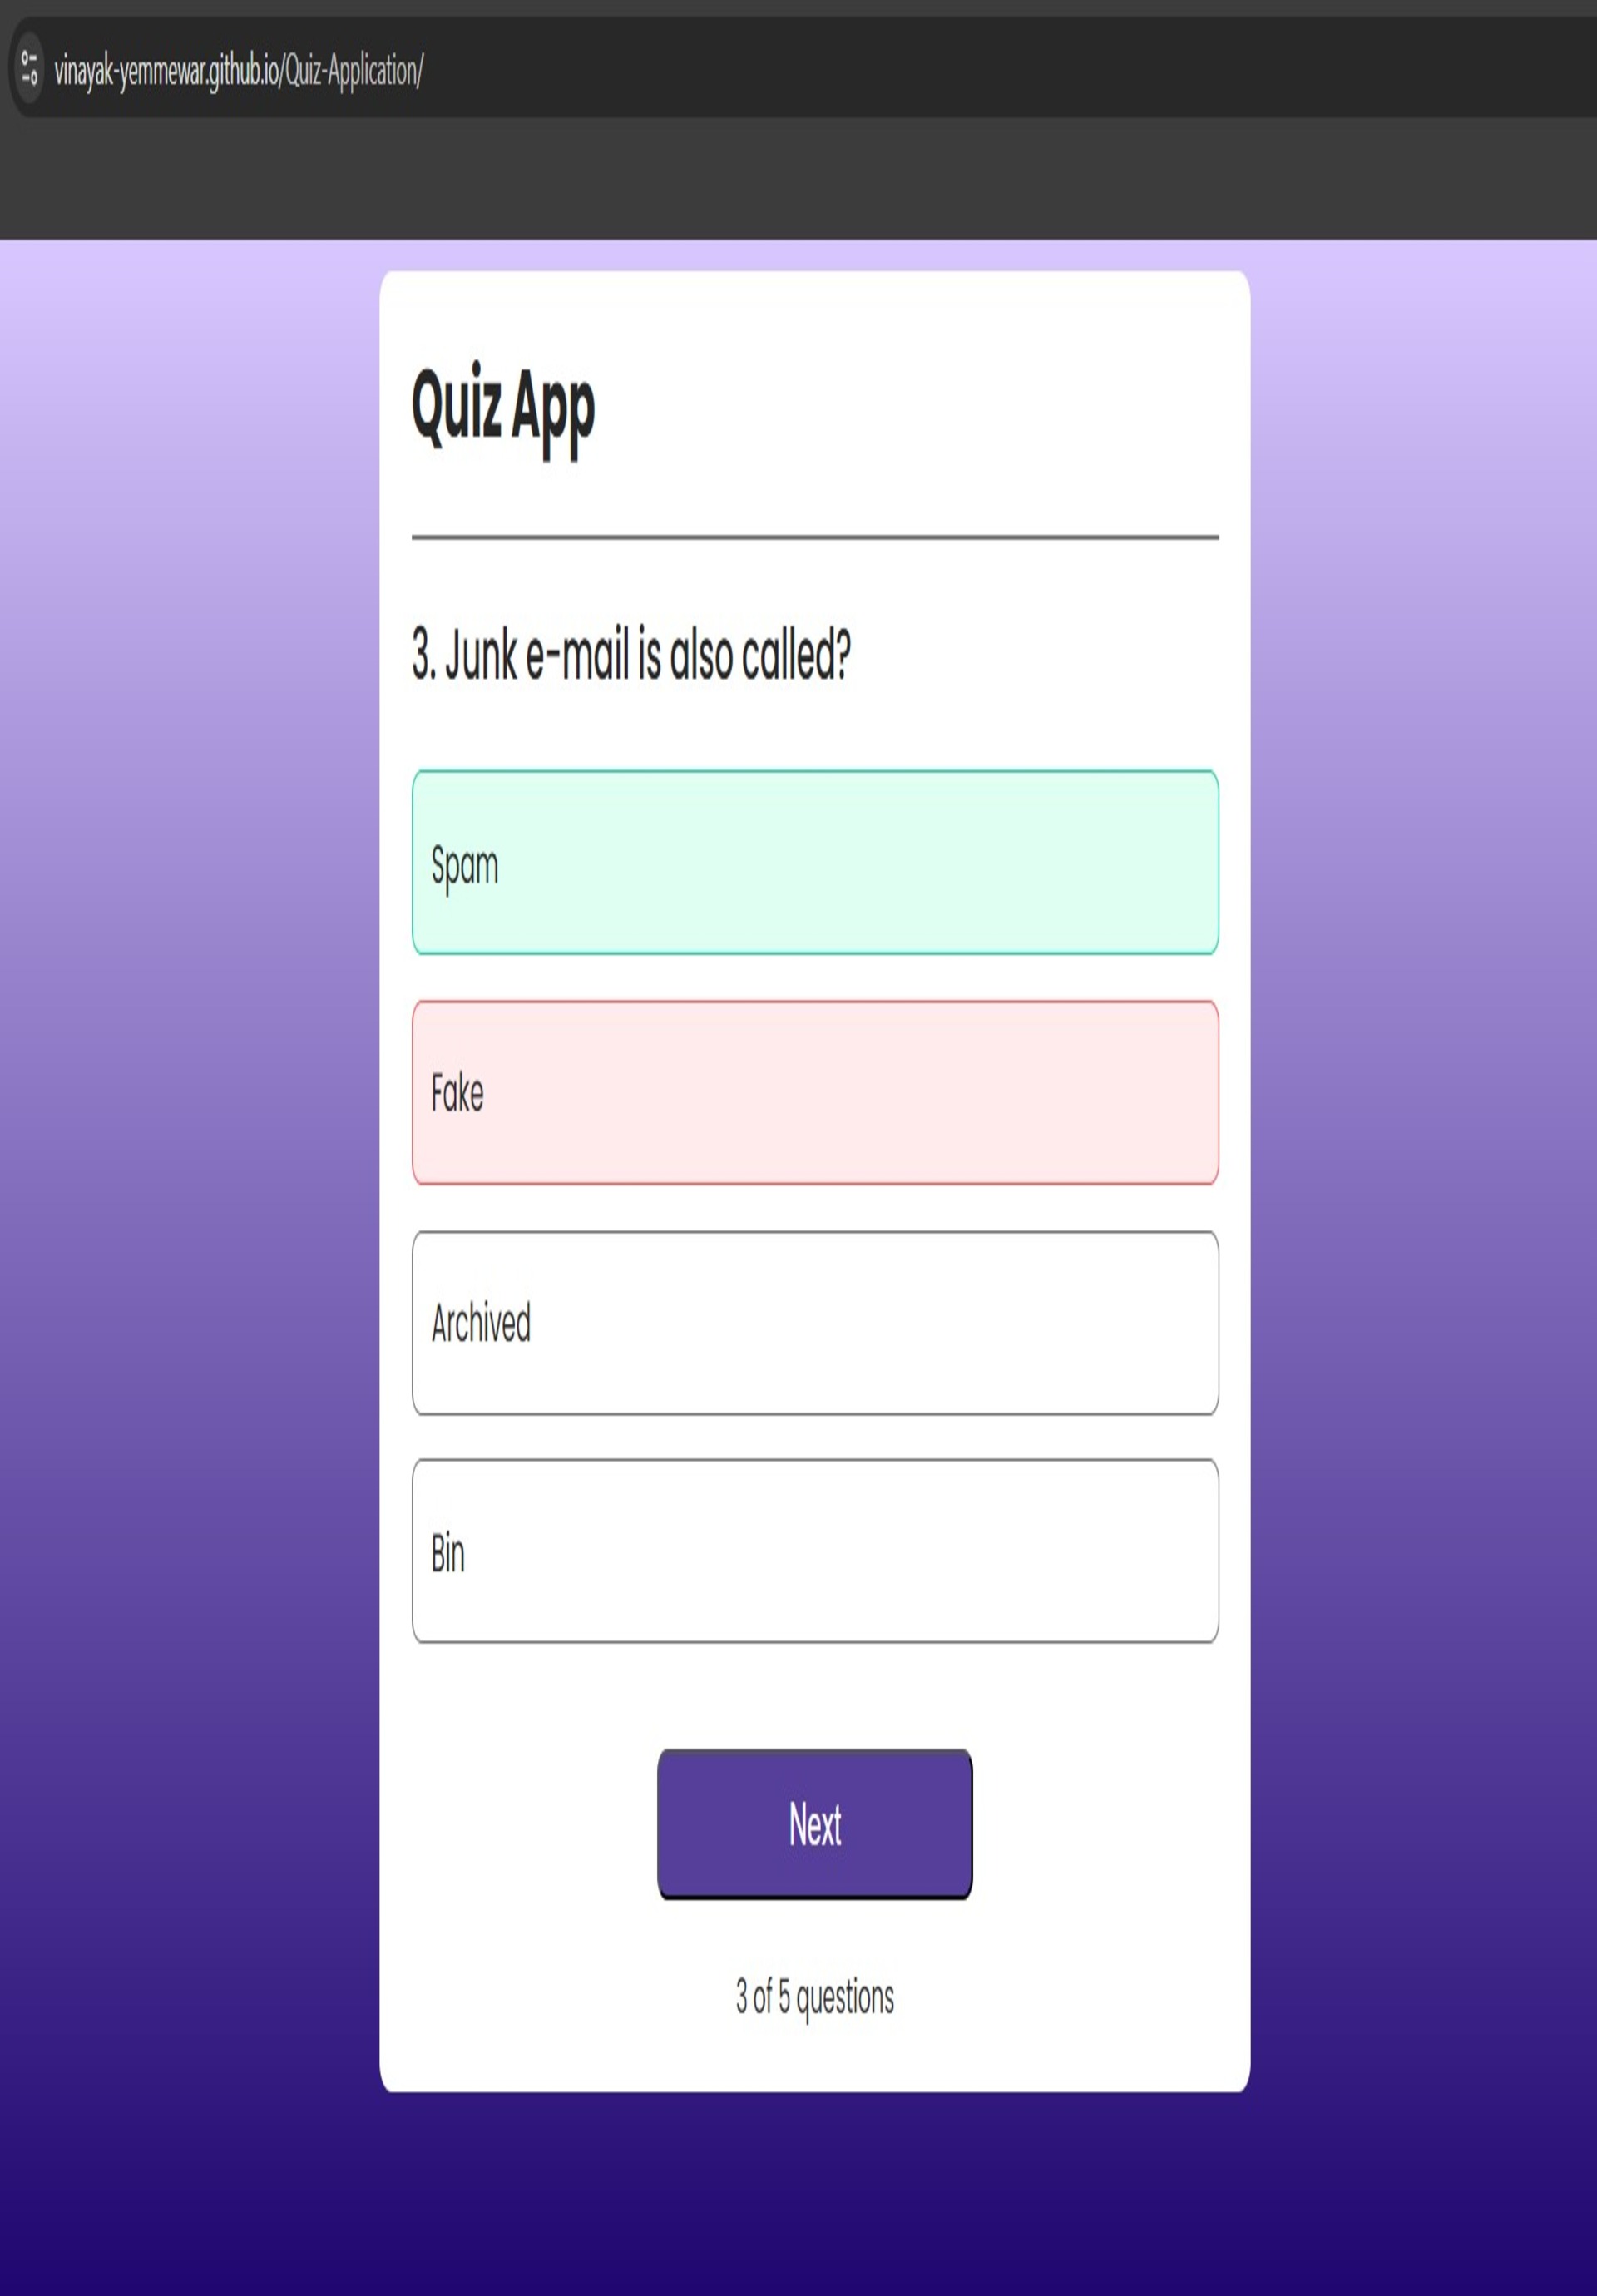 vinayak-yemmewar.github.io/Quiz-Application/
Quiz App
3. Junk e-mail is also called?
Spam
Fake
Archived
Bin
Next
3 of 5 questions